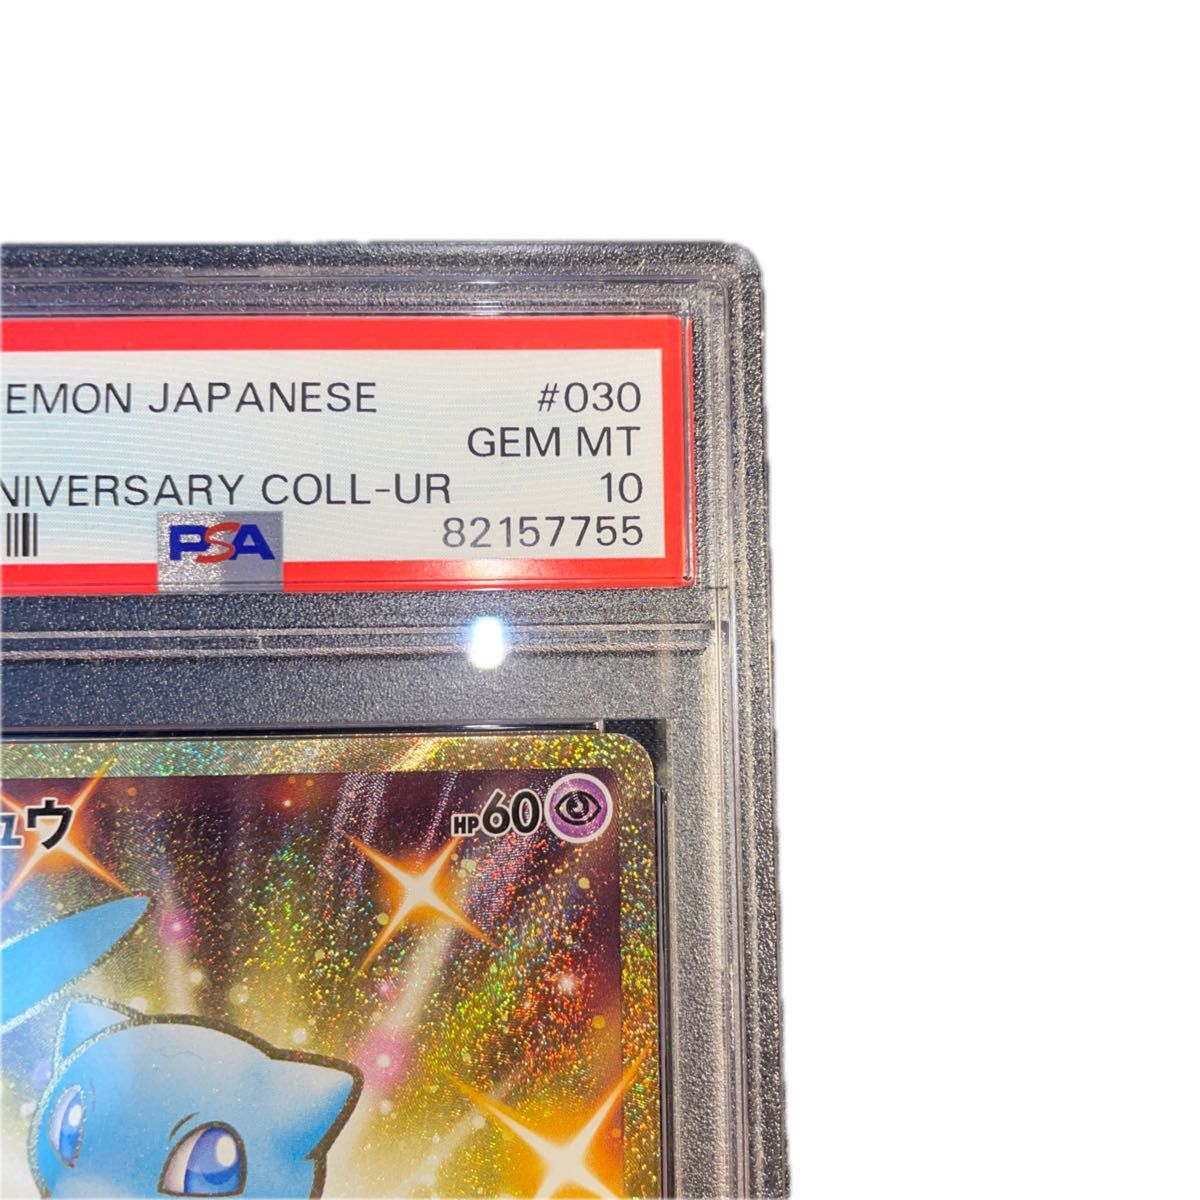 EMON JAPANESE #030
GEM MT
NIVERSARY COLL-UR 10
PSA 82157755
ュウ HP60